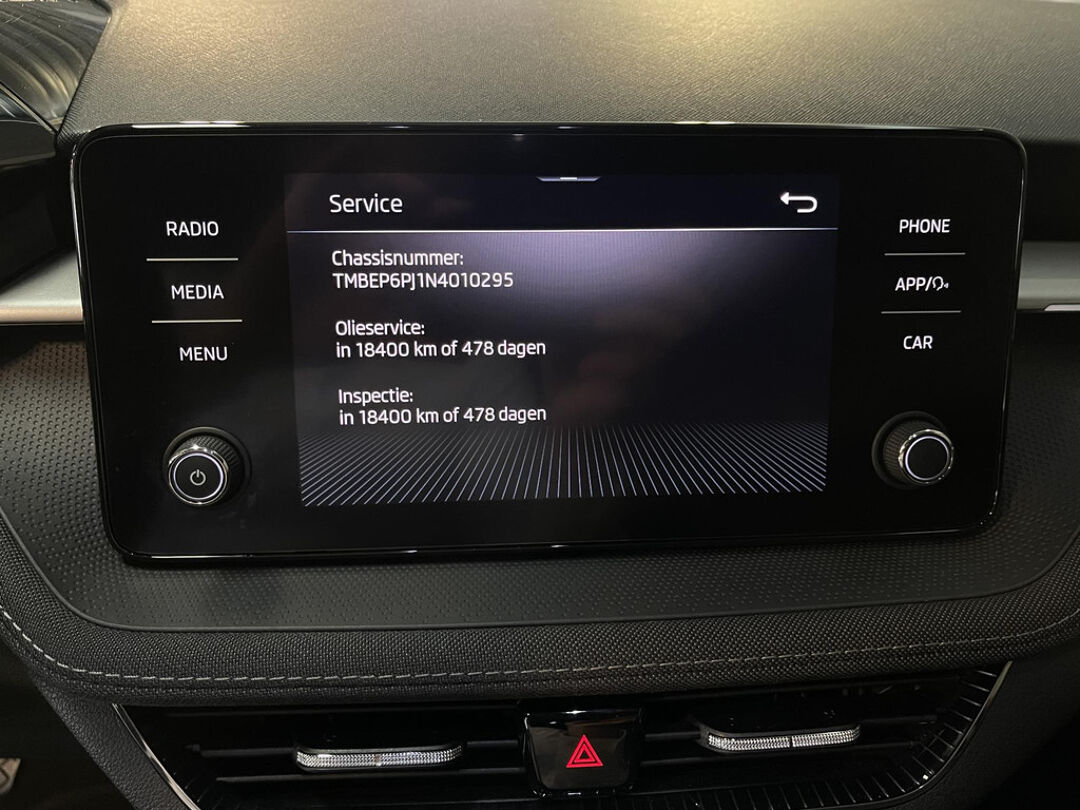 RADIO
MEDIA
MENU
Service
Chassisnummer:
TMBEP6PJ1N4010295
Olieservice:
in 18400 km of 478 dagen
Inspectie:
in 18400 km of 478 dagen
PHONE
APP/
CAR